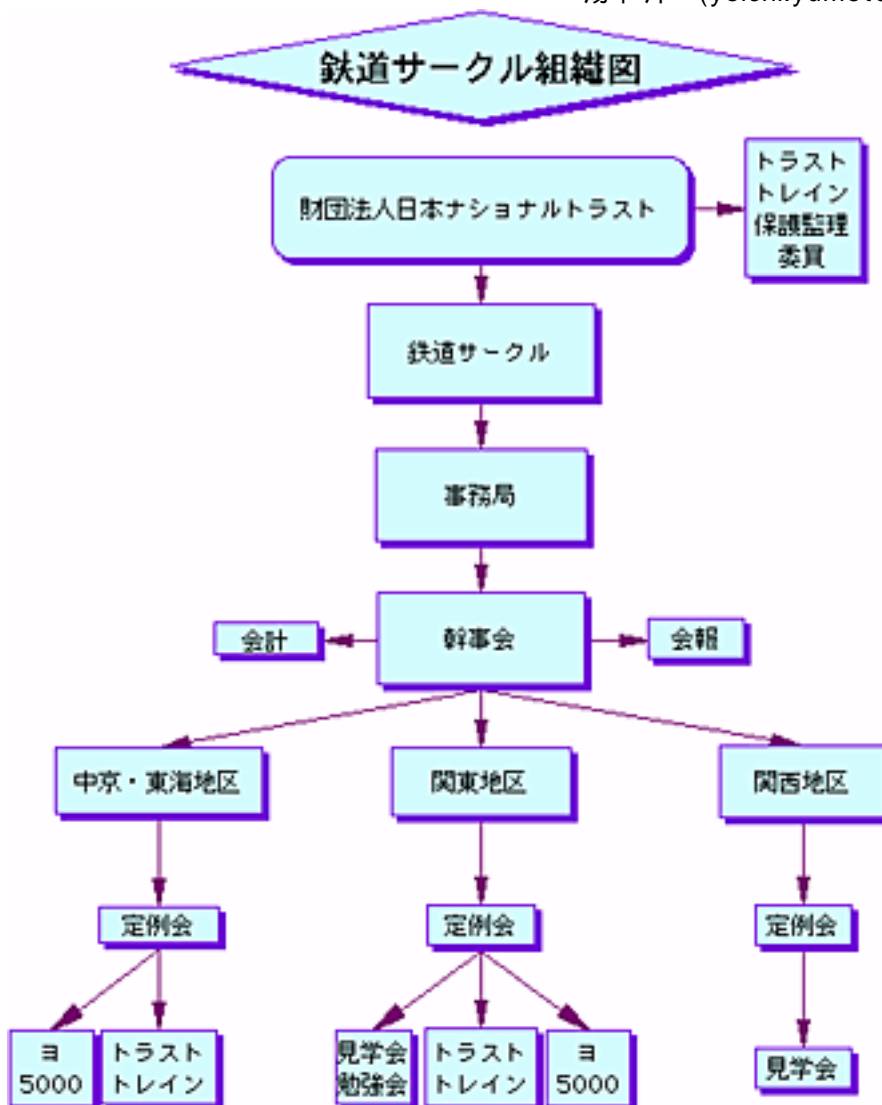 鉄道サークル組織図
トラスト
トレイン
保護監理
委員
財団法人日本ナショナルトラスト
鉄道サークル
事務局
会計
幹事会
会報
中京・東海地区
関東地区
関西地区
定例会
定例会
定例会
ヨ
5000
トラスト
トレイン
見学会
勉強会
トラスト
トレイン
ヨ
5000
見学会